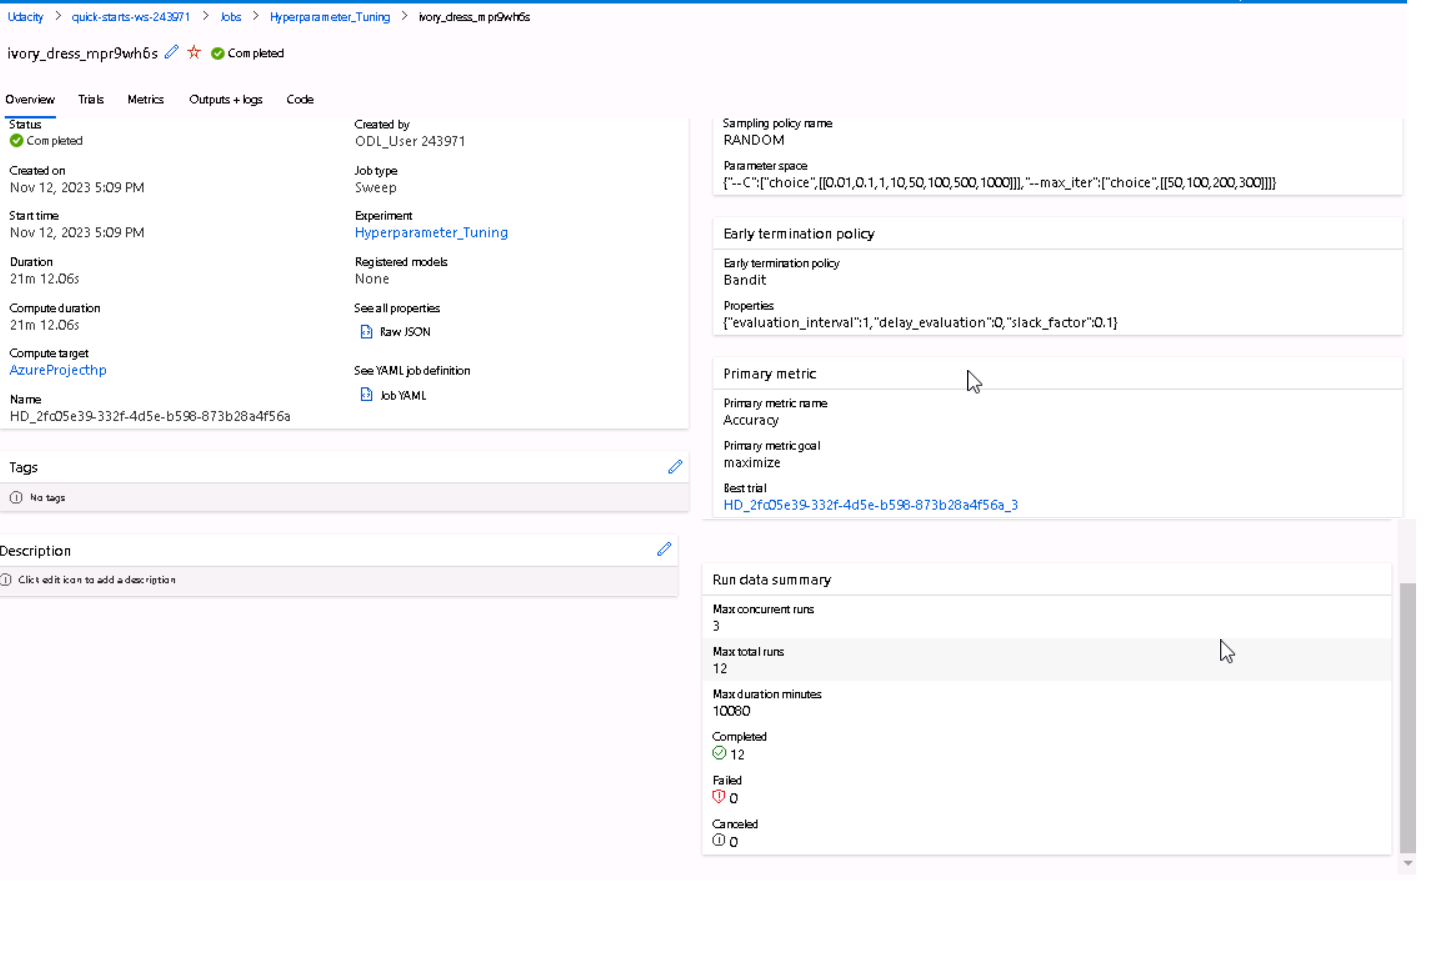 Udacity > quick-starts-ws-243971 > Jobs > Hyperparameter_Tuning > ivory_dress_mpr9wh6s
ivory_dress_mpr9wh6s Completed
Overview Trials Metrics Outputs + logs Code
Status
Completed
Created on
Nov 12, 2023 5:09 PM
Start time
Nov 12, 2023 5:09 PM
Duration
21m 12.06s
Compute duration
21m 12.06s
Compute target
AzureProjecthp
Name
HD_2fc05e39-332f-4d5e-b598-873b28a4f56a
Created by
ODL_User 243971
Job type
Sweep
Experiment
Hyperparameter_Tuning
Registered models
None
See all properties
Raw JSON
See YAML job definition
Job YAML
Tags
No tags
Description
Click edit icon to add a description
Sampling policy name
RANDOM
Parameter space
{"--C":["choice",[[0.01,0.1,1,10,50,100,500,1000]]],"--max_iter":["choice",[[50,100,200,300]]]}
Early termination policy
Early termination policy
Bandit
Properties
{"evaluation_interval":1,"delay_evaluation":0,"slack_factor":0.1}
Primary metric
Primary metric name
Accuracy
Primary metric goal
maximize
Best trial
HD_2fc05e39-332f-4d5e-b598-873b28a4f56a_3
Run data summary
Max concurrent runs
3
Max total runs
12
Max duration minutes
10080
Completed
12
Failed
0
Canceled
0